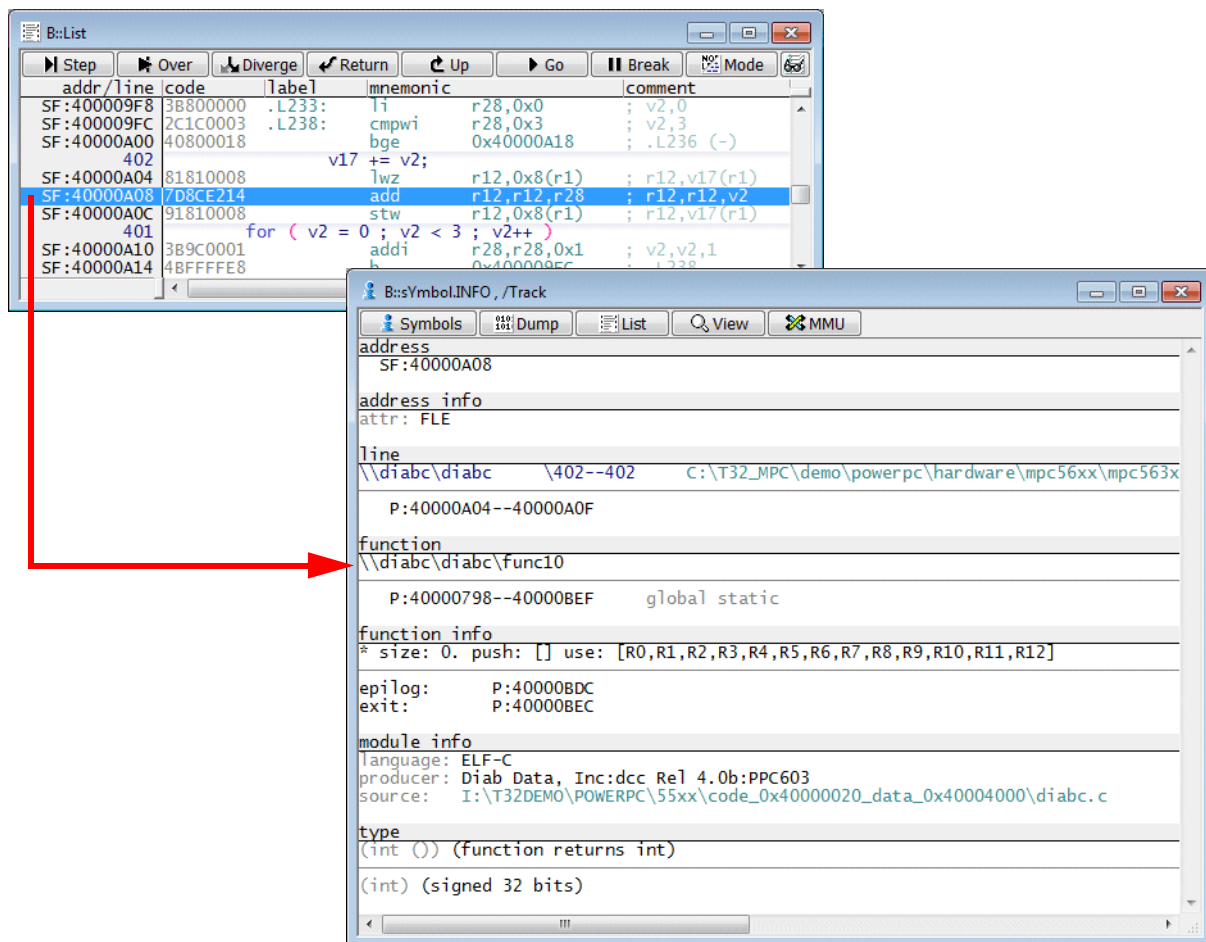 B::List
Step Over Diverge Return Up Go Break Mode
addr/line code label mnemonic comment
SF:400009F8 3B800000 .L233: li r28,0x0 ; v2,0
SF:400009FC 2C1C0003 .L238: cmpwi r28,0x3 ; v2,3
SF:40000A00 40800018 bge 0x40000A18 ; .L236 (-)
402 v17 += v2;
SF:40000A04 81810008 lwz r12,0x8(r1) ; r12,v17(r1)
SF:40000A08 7D8CE214 add r12,r12,r28 ; r12,r12,v2
SF:40000A0C 91810008 stw r12,0x8(r1) ; r12,v17(r1)
401 for ( v2 = 0 ; v2 < 3 ; v2++ )
SF:40000A10 3B9C0001 addi r28,r28,0x1 ; v2,v2,1
SF:40000A14 4BFFFFE8 b 0x400009FC ; .L238
B::sYmbol.INFO , /Track
Symbols Dump List View MMU
address
SF:40000A08
address info
attr: FLE
line
\\diabc\diabc \402--402 C:\T32_MPC\demo\powerpc\hardware\mpc56xx\mpc563x
P:40000A04--40000A0F
function
\\diabc\diabc\func10
P:40000798--40000BEF global static
function info
* size: 0. push: [] use: [R0,R1,R2,R3,R4,R5,R6,R7,R8,R9,R10,R11,R12]
epilog: P:40000BDC
exit: P:40000BEC
module info
language: ELF-C
producer: Diab Data, Inc:dcc Rel 4.0b:PPC603
source: I:\T32DEMO\POWERPC\55xx\code_0x40000020_data_0x40004000\diabc.c
type
(int ()) (function returns int)
(int) (signed 32 bits)